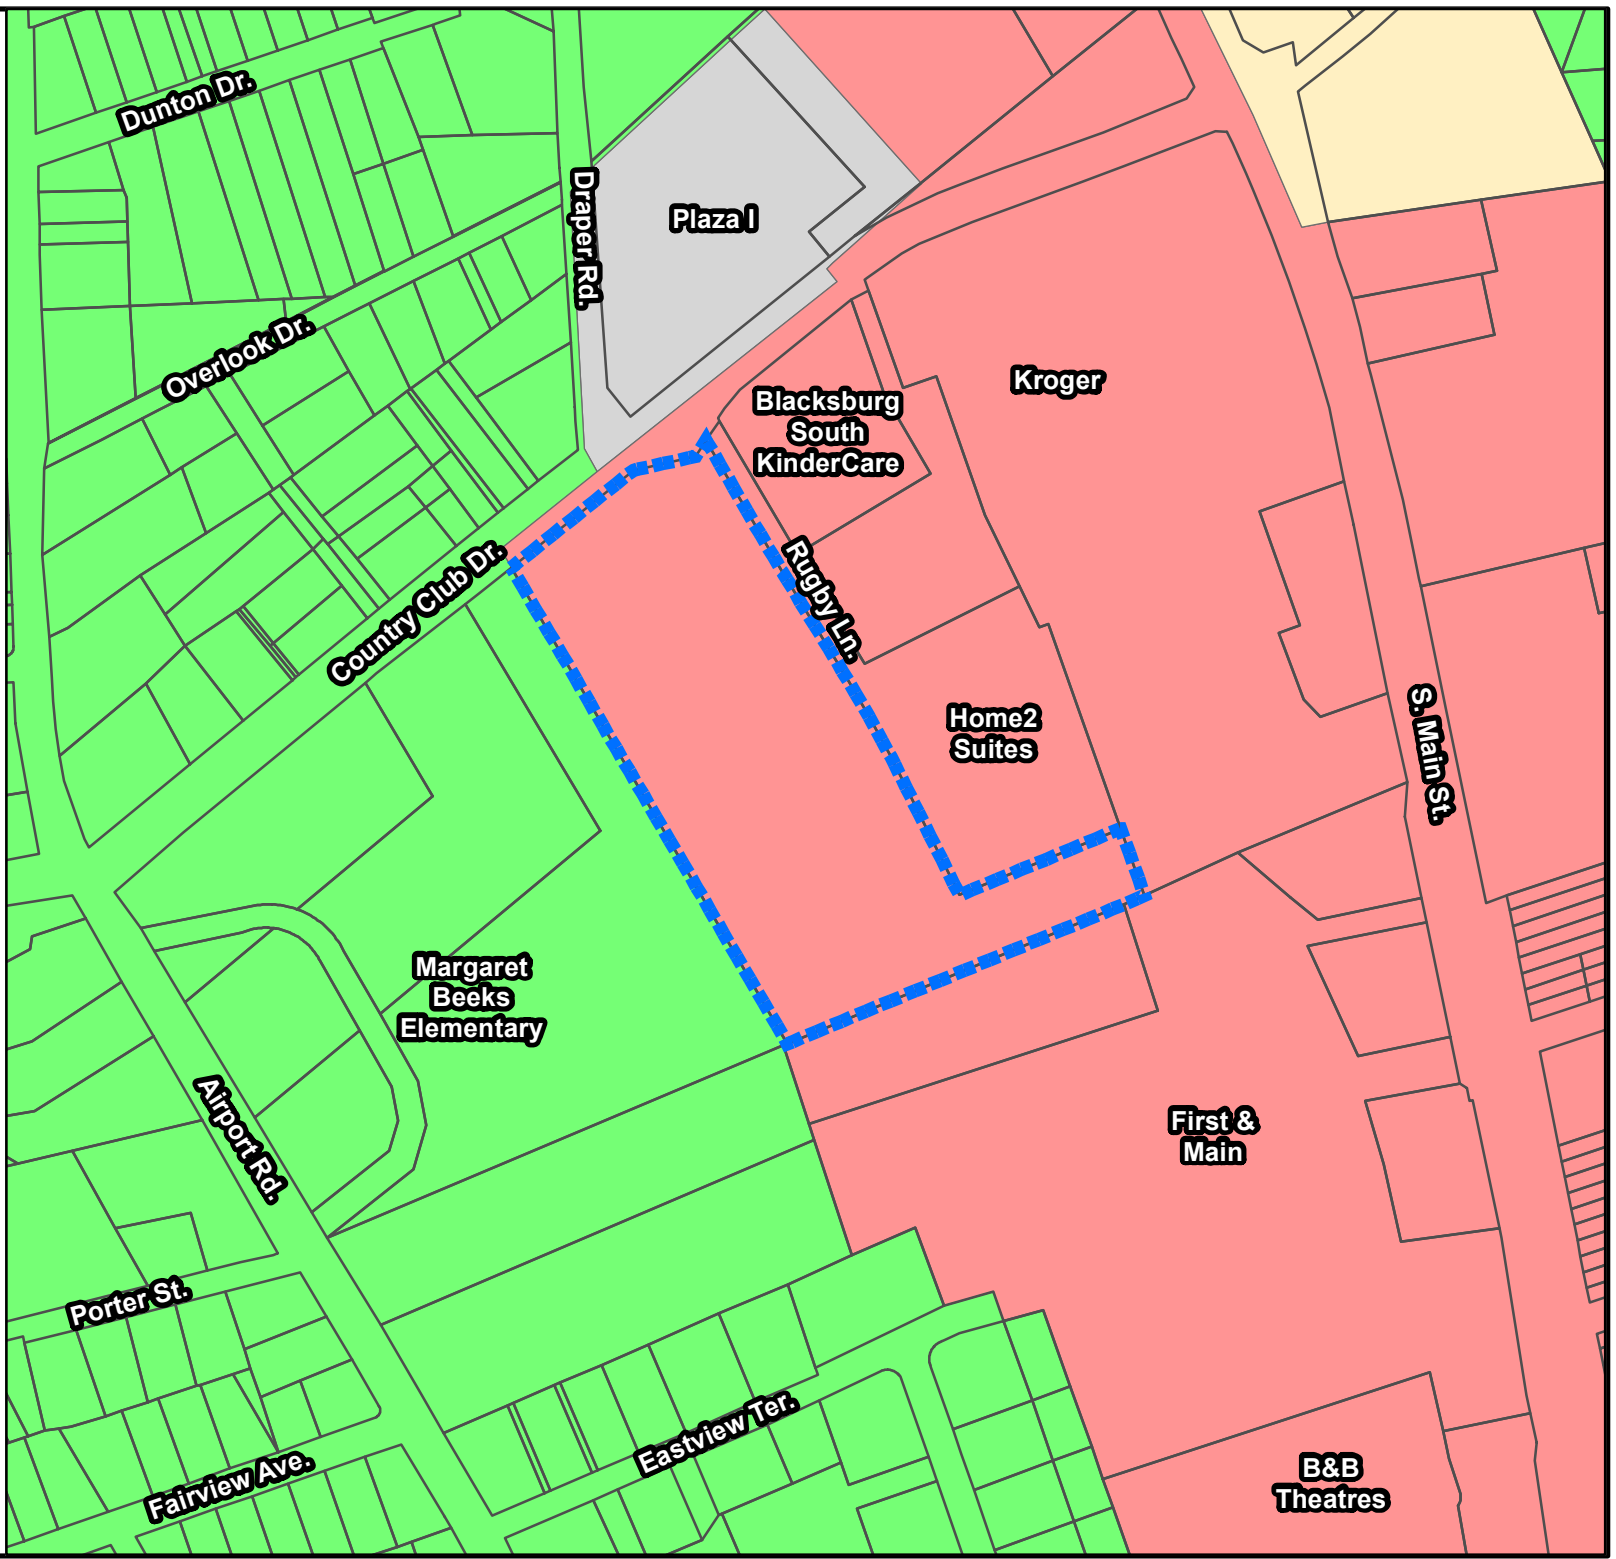 Dunton Dr.
Draper Rd.
Plaza I
Overlook Dr.
Kroger
Blacksburg
South
KinderCare
Country Club Dr.
Rugby Ln.
Home2
Suites
S. Main St.
Margaret
Beeks
Elementary
Airport Rd.
First &
Main
Porter St.
Eastview Ter.
Fairview Ave.
B&B
Theatres